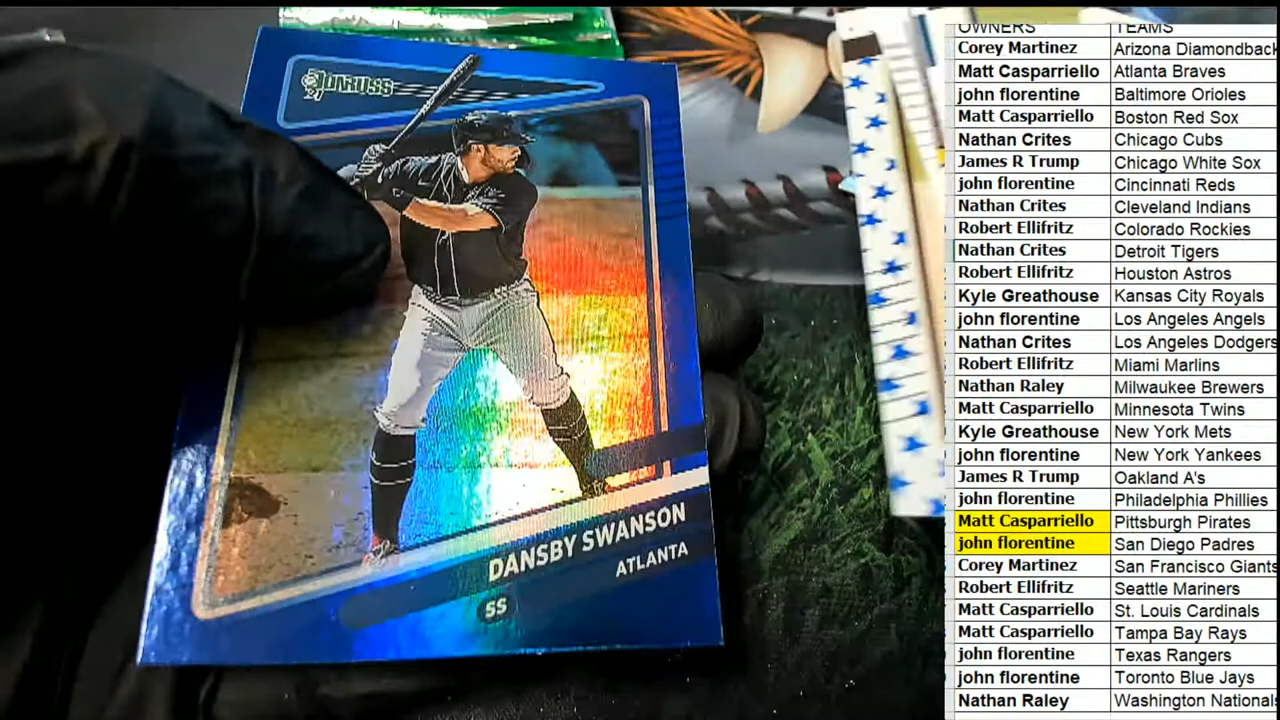 DONRUSS
21
DANSBY SWANSON
ATLANTA
SS
OWNERS TEAMS
Corey Martinez Arizona Diamondback
Matt Casparriello Atlanta Braves
john florentine Baltimore Orioles
Matt Casparriello Boston Red Sox
Nathan Crites Chicago Cubs
James R Trump Chicago White Sox
john florentine Cincinnati Reds
Nathan Crites Cleveland Indians
Robert Ellifritz Colorado Rockies
Nathan Crites Detroit Tigers
Robert Ellifritz Houston Astros
Kyle Greathouse Kansas City Royals
john florentine Los Angeles Angels
Nathan Crites Los Angeles Dodgers
Robert Ellifritz Miami Marlins
Nathan Raley Milwaukee Brewers
Matt Casparriello Minnesota Twins
Kyle Greathouse New York Mets
john florentine New York Yankees
James R Trump Oakland A's
john florentine Philadelphia Phillies
Matt Casparriello Pittsburgh Pirates
john florentine San Diego Padres
Corey Martinez San Francisco Giants
Robert Ellifritz Seattle Mariners
Matt Casparriello St. Louis Cardinals
Matt Casparriello Tampa Bay Rays
john florentine Texas Rangers
john florentine Toronto Blue Jays
Nathan Raley Washington Nationals